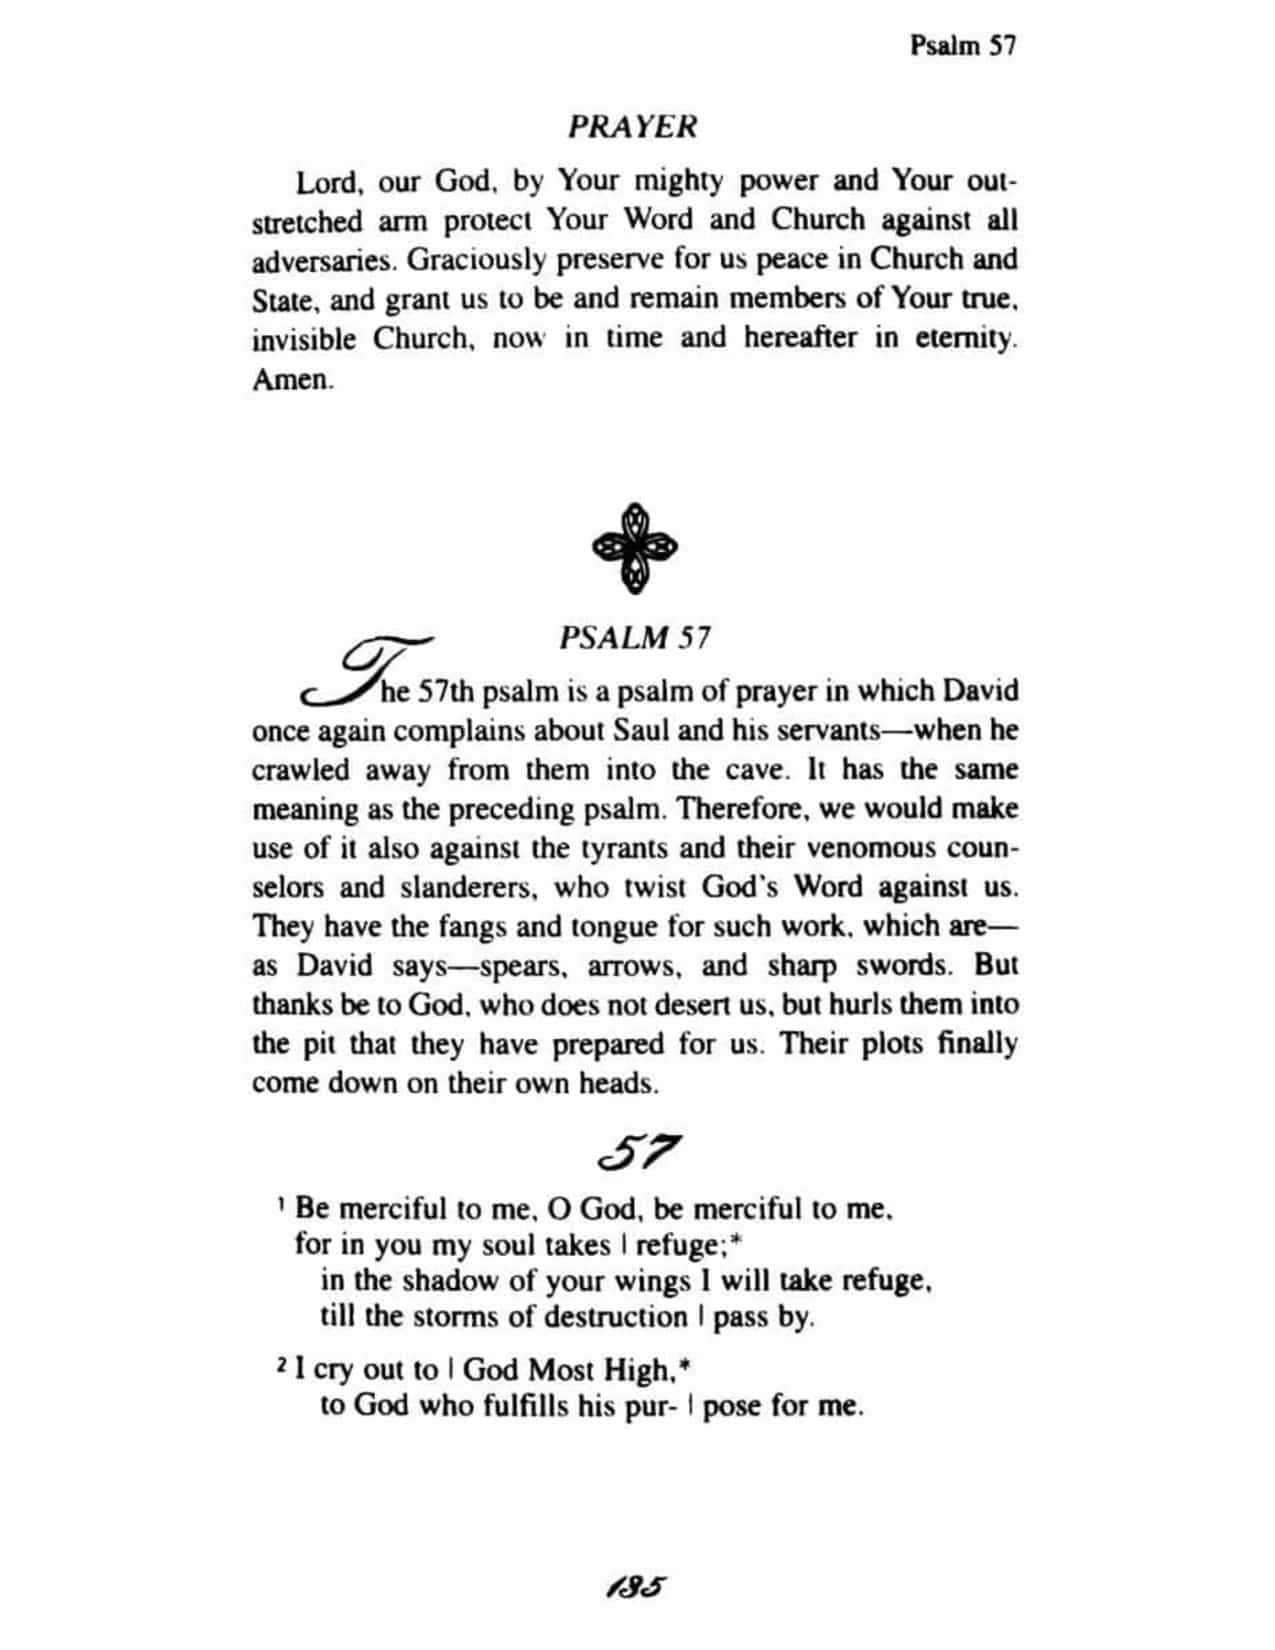 Psalm 57
PRAYER
Lord, our God, by Your mighty power and Your out-
stretched arm protect Your Word and Church against all
adversaries. Graciously preserve for us peace in Church and
State, and grant us to be and remain members of Your true,
invisible Church, now in time and hereafter in eternity.
Amen.
PSALM 57
The 57th psalm is a psalm of prayer in which David
once again complains about Saul and his servants—when he
crawled away from them into the cave. It has the same
meaning as the preceding psalm. Therefore, we would make
use of it also against the tyrants and their venomous coun-
selors and slanderers, who twist God's Word against us.
They have the fangs and tongue for such work, which are—
as David says—spears, arrows, and sharp swords. But
thanks be to God, who does not desert us, but hurls them into
the pit that they have prepared for us. Their plots finally
come down on their own heads.
57
1 Be merciful to me, O God, be merciful to me,
for in you my soul takes | refuge;*
in the shadow of your wings I will take refuge,
till the storms of destruction | pass by.
2 I cry out to | God Most High,*
to God who fulfills his pur- | pose for me.
135